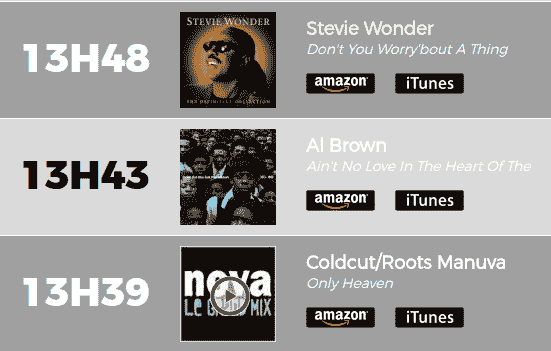 13H48
STEVIE WONDER
THE DEFINITIVE COLLECTION
Stevie Wonder
Don't You Worry'bout A Thing
amazon
iTunes
13H43
Al Brown
Ain't No Love In The Heart Of The
amazon
iTunes
13H39
nova
LE GRAND MIX
Coldcut/Roots Manuva
Only Heaven
amazon
iTunes